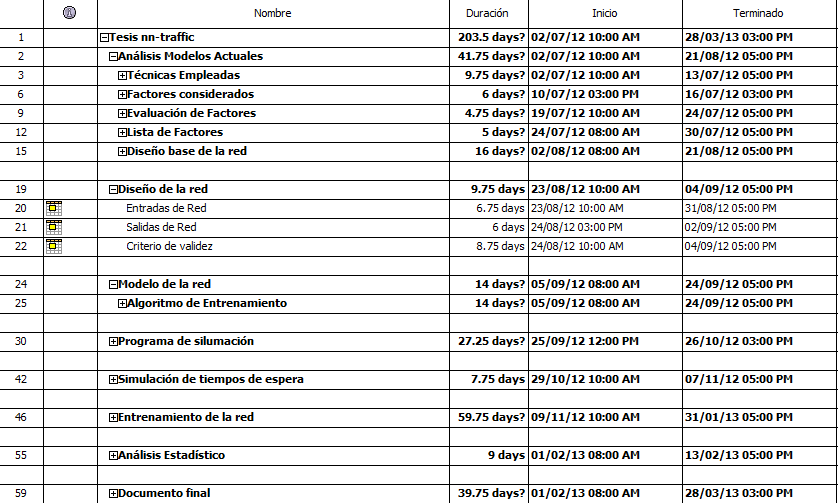 Nombre Duración Inicio Terminado
1 Tesis nn-traffic 203.5 days? 02/07/12 10:00 AM 28/03/13 03:00 PM
2 Análisis Modelos Actuales 41.75 days? 02/07/12 10:00 AM 21/08/12 05:00 PM
3 Técnicas Empleadas 9.75 days? 02/07/12 10:00 AM 13/07/12 05:00 PM
6 Factores considerados 6 days? 10/07/12 03:00 PM 16/07/12 03:00 PM
9 Evaluación de Factores 4.75 days? 19/07/12 10:00 AM 24/07/12 05:00 PM
12 Lista de Factores 5 days? 24/07/12 08:00 AM 30/07/12 05:00 PM
15 Diseño base de la red 16 days? 02/08/12 08:00 AM 21/08/12 05:00 PM
19 Diseño de la red 9.75 days 23/08/12 10:00 AM 04/09/12 05:00 PM
20 Entradas de Red 6.75 days 23/08/12 10:00 AM 31/08/12 05:00 PM
21 Salidas de Red 6 days 24/08/12 03:00 PM 02/09/12 05:00 PM
22 Criterio de validez 8.75 days 24/08/12 10:00 AM 04/09/12 05:00 PM
24 Modelo de la red 14 days? 05/09/12 08:00 AM 24/09/12 05:00 PM
25 Algoritmo de Entrenamiento 14 days? 05/09/12 08:00 AM 24/09/12 05:00 PM
30 Programa de silumación 27.25 days? 25/09/12 12:00 PM 26/10/12 03:00 PM
42 Simulación de tiempos de espera 7.75 days 29/10/12 10:00 AM 07/11/12 05:00 PM
46 Entrenamiento de la red 59.75 days? 09/11/12 10:00 AM 31/01/13 05:00 PM
55 Análisis Estadístico 9 days 01/02/13 08:00 AM 13/02/13 05:00 PM
59 Documento final 39.75 days? 01/02/13 08:00 AM 28/03/13 03:00 PM